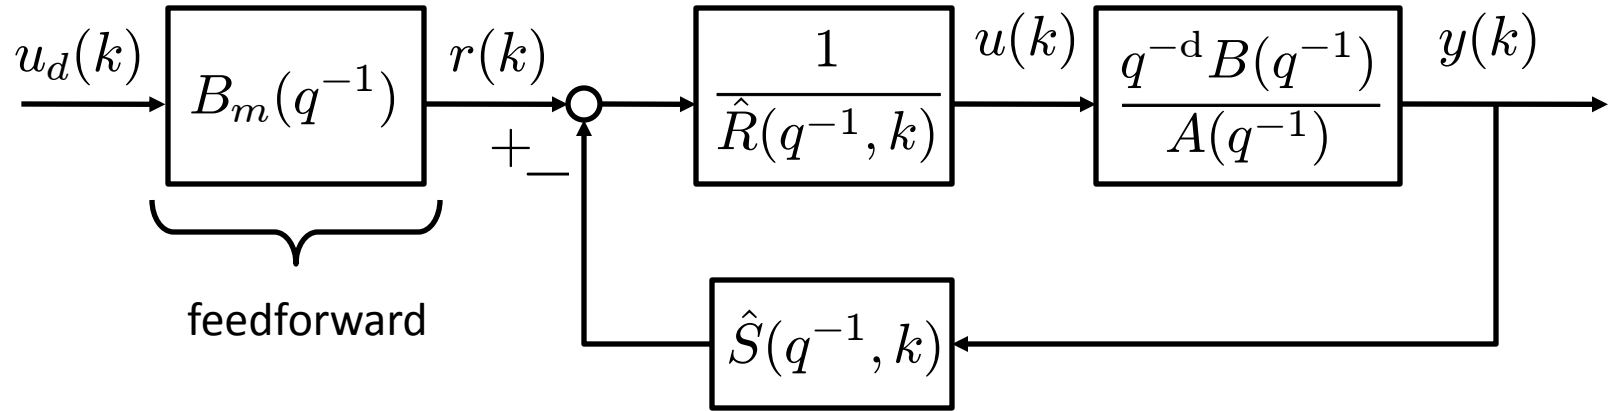 u_d(k)
B_m(q^{-1})
r(k)
+
−
1
R̂(q^{-1}, k)
u(k)
q^{-d}B(q^{-1})
A(q^{-1})
y(k)
feedforward
Ŝ(q^{-1}, k)